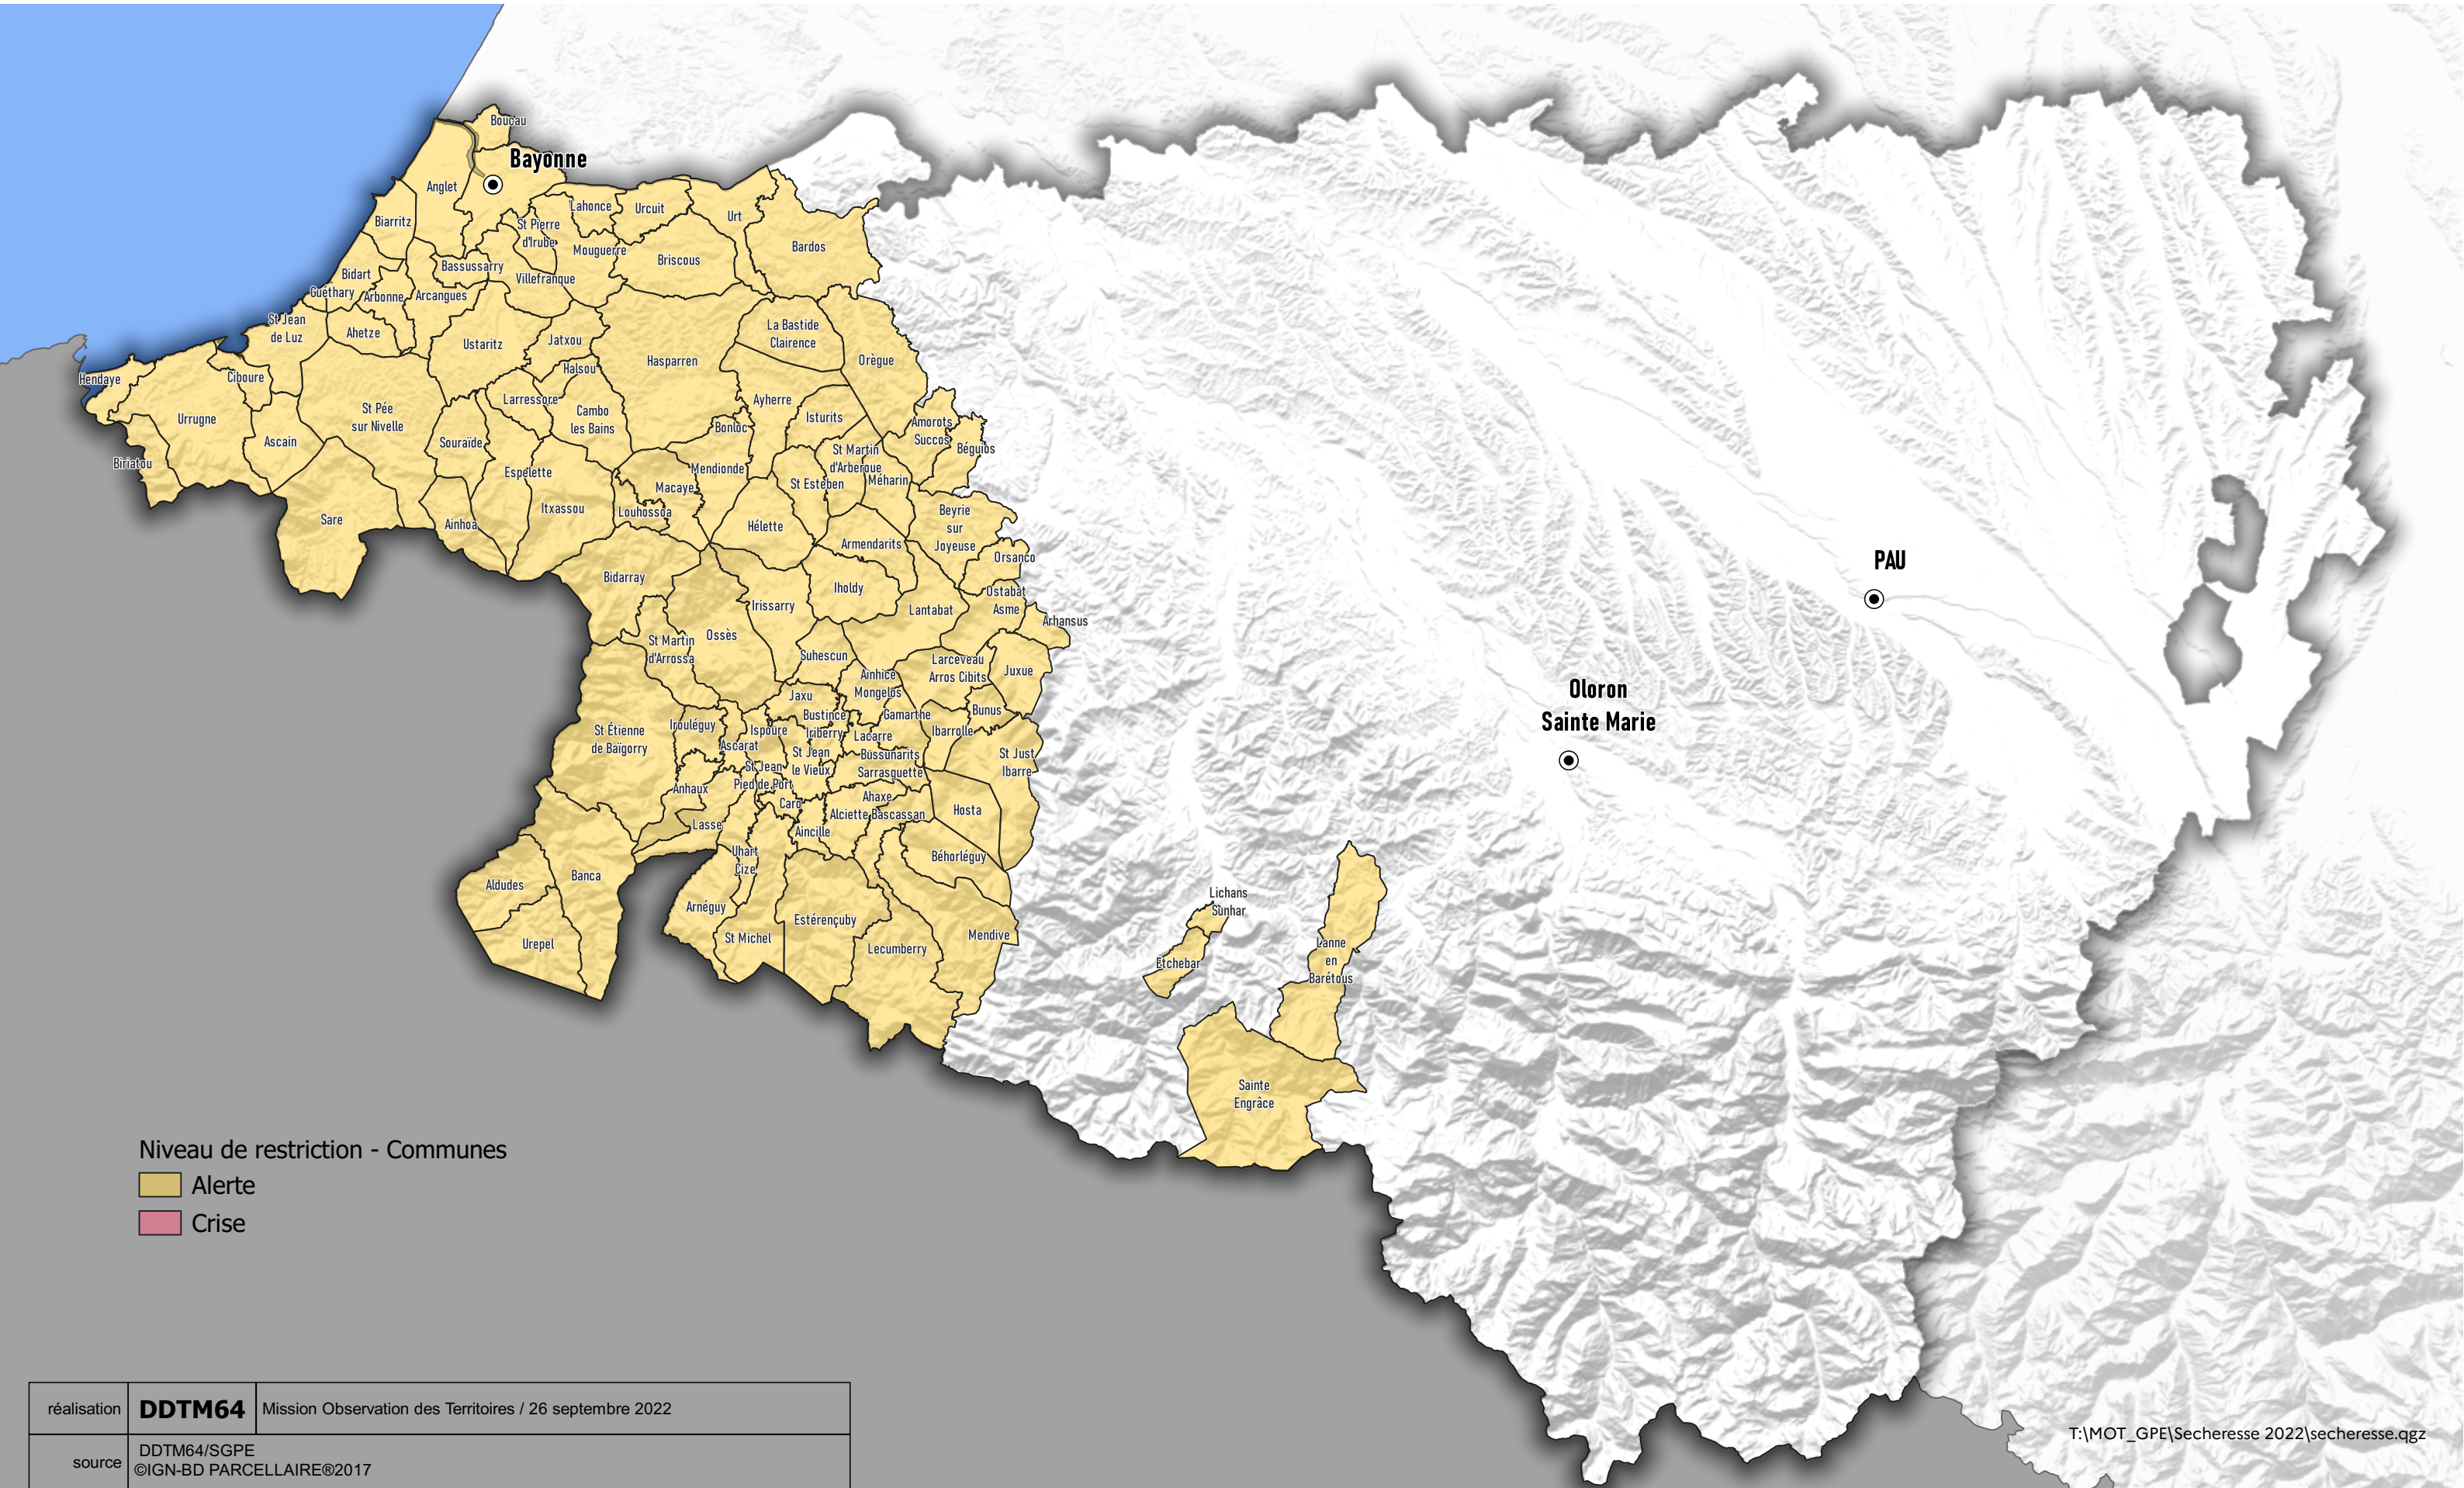 Boucau
Bayonne
Anglet
Biarritz
Lahonce
Urcuit
Urt
St Pierre
d'Irube
Mouguerre
Bardos
Briscous
Bassussarry
Villefranque
Bidart
Guéthary
Arbonne
Arcangues
St Jean
de Luz
Ahetze
Ustaritz
Jatxou
La Bastide
Clairence
Hasparren
Orègue
Halsou
Hendaye
Ciboure
Larressore
Cambo
les Bains
Ayherre
Isturits
Urrugne
St Pée
sur Nivelle
Bonloc
Amorots
Succos
Béguios
Ascain
Souraïde
St Martin
d'Arberoue
Biriatou
Espelette
Mendionde
Macaye
St Esteben
Méharin
Itxassou
Louhossoa
Sare
Ainhoa
Hélette
Beyrie
sur
Joyeuse
Armendarits
Orsanco
PAU
Bidarray
Iholdy
Ostabat
Asme
Irissarry
Lantabat
Arhansus
Ossès
St Martin
d'Arrossa
Suhescun
Larceveau
Arros Cibits
Juxue
Ainhice
Mongelos
Oloron
Sainte Marie
Jaxu
Bustince
Iriberry
Gamarthe
Bunus
Irouléguy
Ispoure
Lacarre
Ibarrolle
St Étienne
de Baïgorry
Ascarat
St Jean
le Vieux
Bussunarits
Sarrasquette
St Just
Ibarre
St Jean
Pied de Port
Anhaux
Caro
Ahaxe
Alciette Bascassan
Hosta
Lasse
Aincille
Uhart
Cize
Béhorléguy
Banca
Aldudes
Arnéguy
Estérençuby
Lichans
Sunhar
Urepel
St Michel
Lecumberry
Mendive
Lanne
en
Barétous
Etchebar
Sainte
Engrâce
Niveau de restriction - Communes
Alerte
Crise
réalisation DDTM64 Mission Observation des Territoires / 26 septembre 2022
source DDTM64/SGPE
©IGN-BD PARCELLAIRE®2017
T:\MOT_GPE\Secheresse 2022\secheresse.qgz